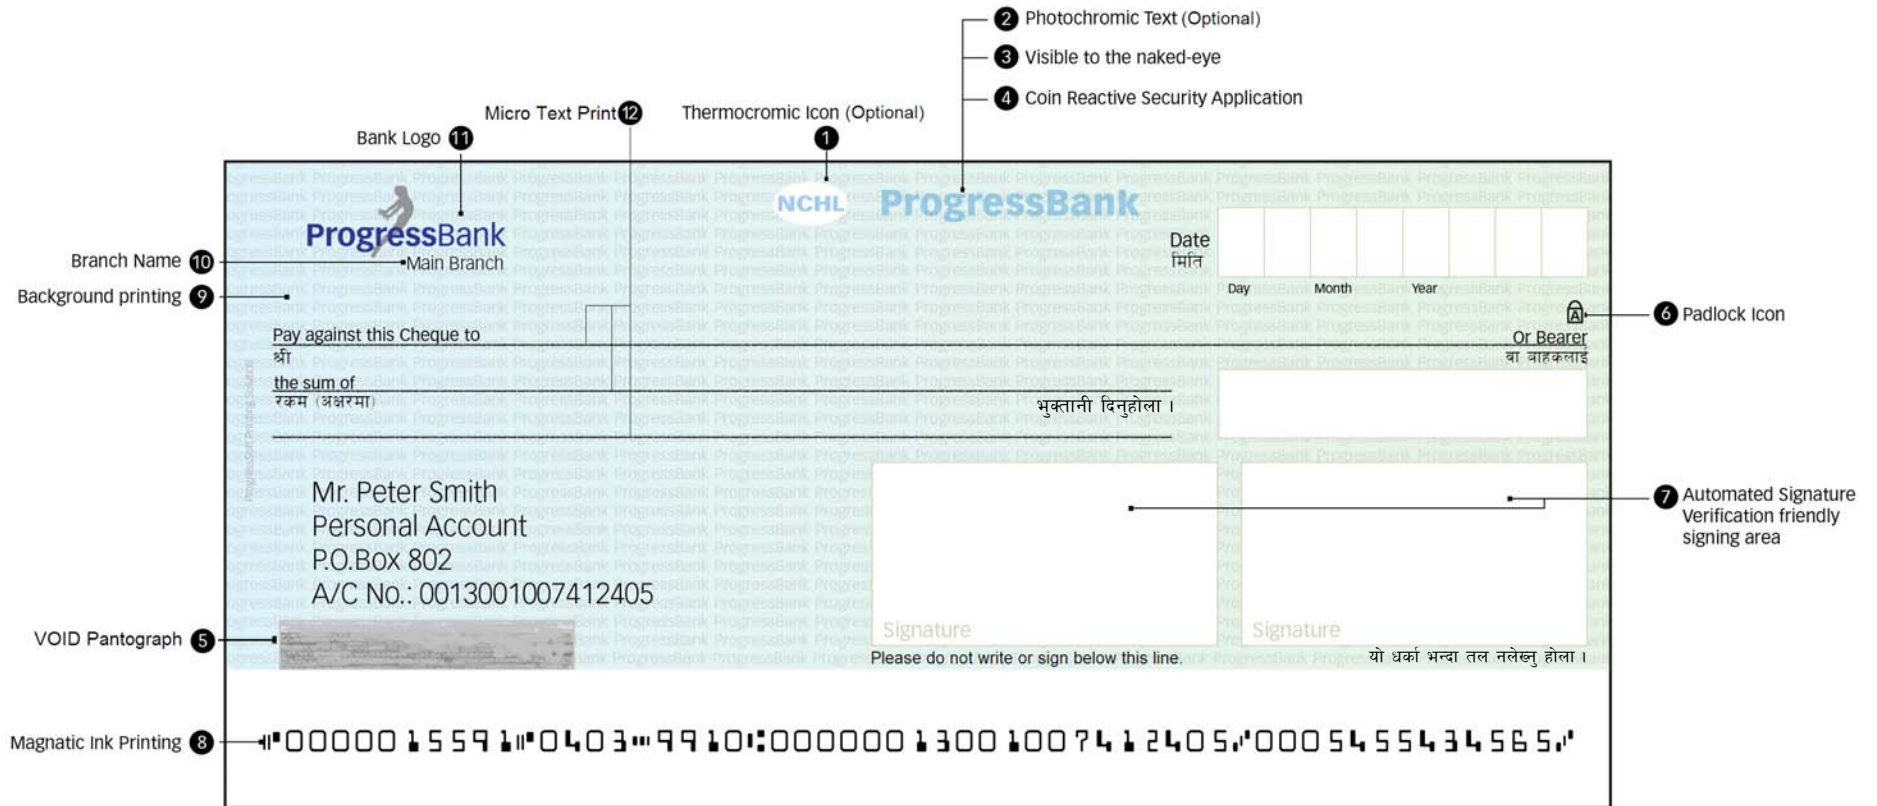 2 Photochromic Text (Optional)
3 Visible to the naked-eye
4 Coin Reactive Security Application
Micro Text Print 12
Thermocromic Icon (Optional)
1
Bank Logo 11
NCHL
ProgressBank
ProgressBank
Main Branch
Branch Name 10
Background printing 9
Date
मिति
Day Month Year
A
6 Padlock Icon
Pay against this Cheque to
श्री
Or Bearer
वा वाहकलाई
the sum of
रकम (अक्षरमा)
भुक्तानी दिनुहोला ।
Mr. Peter Smith
Personal Account
P.O.Box 802
A/C No.: 0013001007412405
7 Automated Signature
Verification friendly
signing area
Signature
Signature
VOID Pantograph 5
Please do not write or sign below this line.
यो धर्का भन्दा तल नलेख्नु होला ।
Magnatic Ink Printing 8
⑈0000015591⑈0403⑉9910⑆00000013001007412405⑇0005455434565⑇